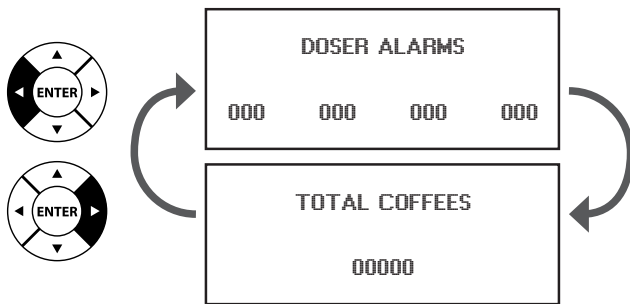 ENTER
DOSER ALARMS
000 000 000 000
ENTER
TOTAL COFFEES
00000